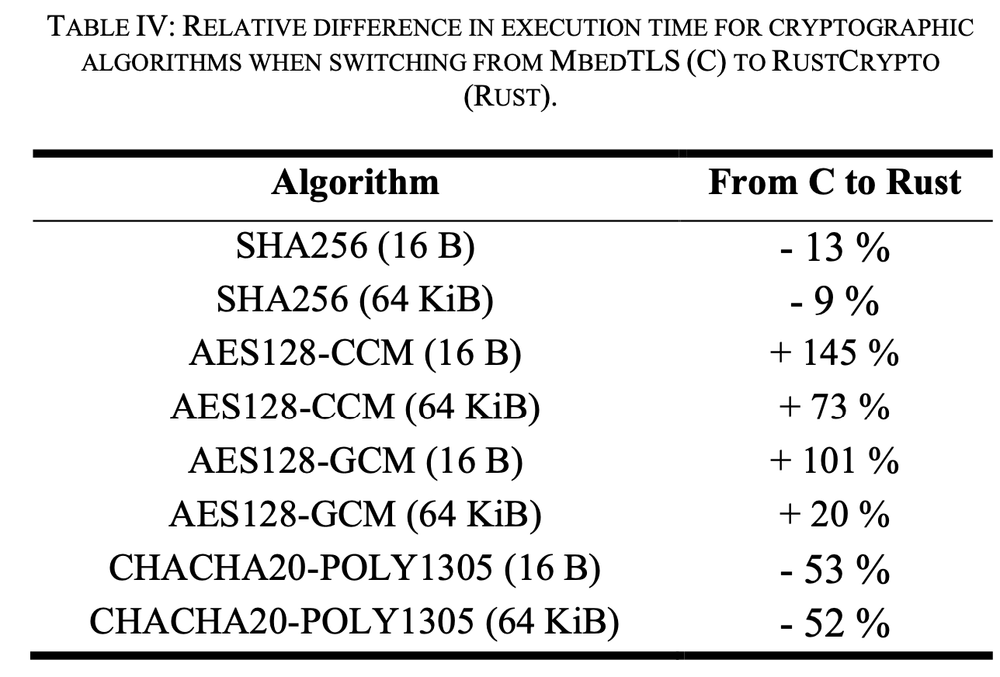 TABLE IV: RELATIVE DIFFERENCE IN EXECUTION TIME FOR CRYPTOGRAPHIC
ALGORITHMS WHEN SWITCHING FROM MBEDTLS (C) TO RUSTCRYPTO
(RUST).
Algorithm From C to Rust
SHA256 (16 B) - 13 %
SHA256 (64 KiB) - 9 %
AES128-CCM (16 B) + 145 %
AES128-CCM (64 KiB) + 73 %
AES128-GCM (16 B) + 101 %
AES128-GCM (64 KiB) + 20 %
CHACHA20-POLY1305 (16 B) - 53 %
CHACHA20-POLY1305 (64 KiB) - 52 %